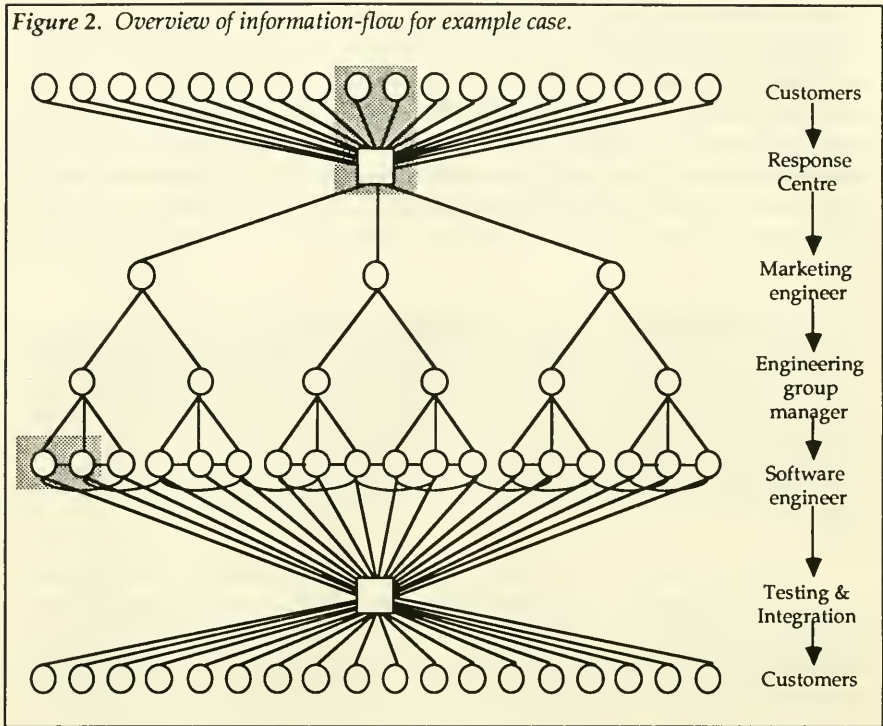 Figure 2. Overview of information-flow for example case.
Customers
Response
Centre
Marketing
engineer
Engineering
group
manager
Software
engineer
Testing &
Integration
Customers